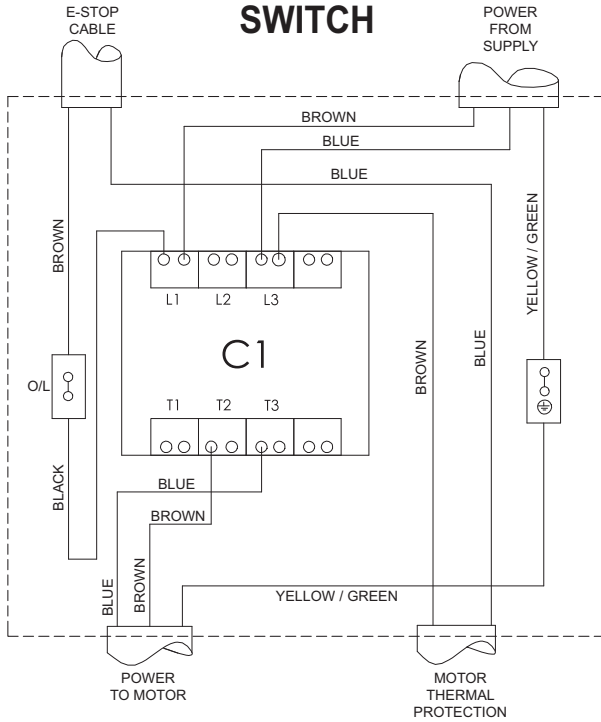 SWITCH
E-STOP
CABLE
POWER
FROM
SUPPLY
BROWN
BLUE
BLUE
BROWN
YELLOW / GREEN
L1 L2 L3
C1
BROWN
BLUE
O/L
T1 T2 T3
BLACK
BLUE
BROWN
BLUE
BROWN
YELLOW / GREEN
POWER
TO MOTOR
MOTOR
THERMAL
PROTECTION